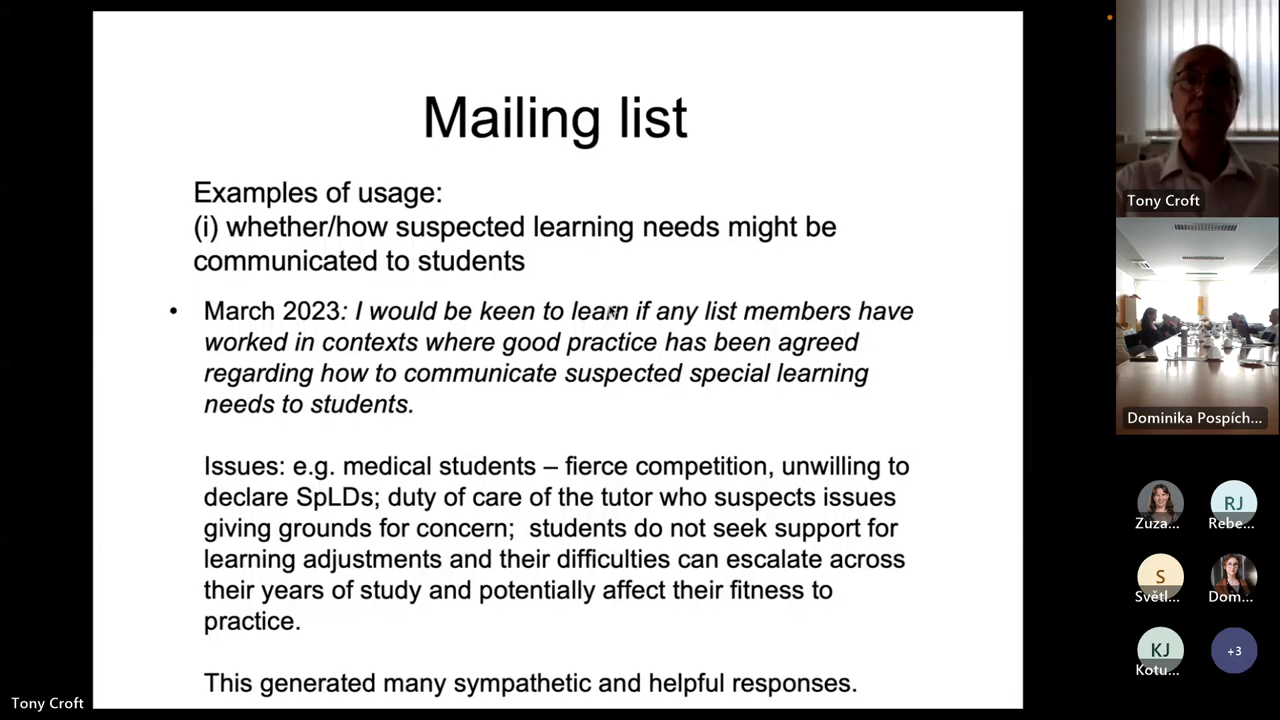 Mailing list
Examples of usage:
(i) whether/how suspected learning needs might be
communicated to students
• March 2023: I would be keen to learn if any list members have
worked in contexts where good practice has been agreed
regarding how to communicate suspected special learning
needs to students.
Issues: e.g. medical students – fierce competition, unwilling to
declare SpLDs; duty of care of the tutor who suspects issues
giving grounds for concern; students do not seek support for
learning adjustments and their difficulties can escalate across
their years of study and potentially affect their fitness to
practice.
This generated many sympathetic and helpful responses.
Tony Croft
Tony Croft
Dominika Pospích...
Zuza...
RJ
Rebe...
S
Světl...
Dom...
KJ
Kotu...
+3